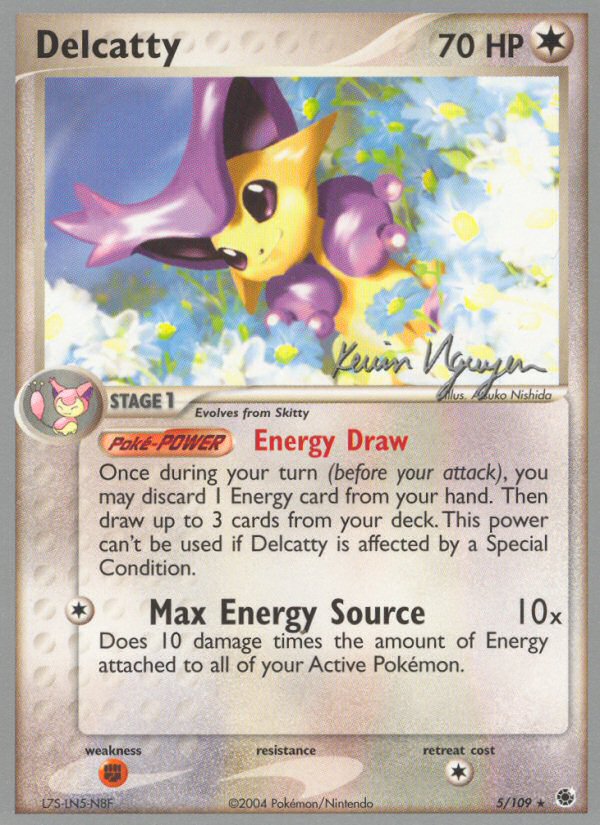 Delcatty 70 HP
Kevin Nguyen
Illus. Atsuko Nishida
STAGE 1
Evolves from Skitty
Poké-POWER Energy Draw
Once during your turn (before your attack), you
may discard 1 Energy card from your hand. Then
draw up to 3 cards from your deck. This power
can't be used if Delcatty is affected by a Special
Condition.
Max Energy Source 10x
Does 10 damage times the amount of Energy
attached to all of your Active Pokémon.
weakness resistance retreat cost
L7S-LN5-N8F ©2004 Pokémon/Nintendo 5/109 ★